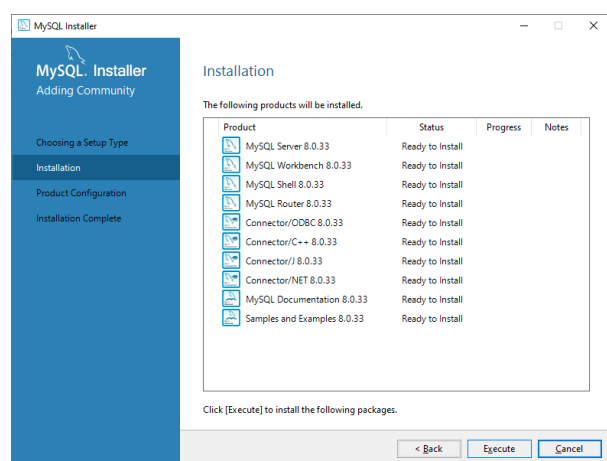 MySQL Installer
MySQL. Installer
Adding Community
Choosing a Setup Type
Installation
Product Configuration
Installation Complete
Installation
The following products will be installed.
Product Status Progress Notes
MySQL Server 8.0.33 Ready to Install
MySQL Workbench 8.0.33 Ready to Install
MySQL Shell 8.0.33 Ready to Install
MySQL Router 8.0.33 Ready to Install
Connector/ODBC 8.0.33 Ready to Install
Connector/C++ 8.0.33 Ready to Install
Connector/J 8.0.33 Ready to Install
Connector/NET 8.0.33 Ready to Install
MySQL Documentation 8.0.33 Ready to Install
Samples and Examples 8.0.33 Ready to Install
Click [Execute] to install the following packages.
< Back Execute Cancel